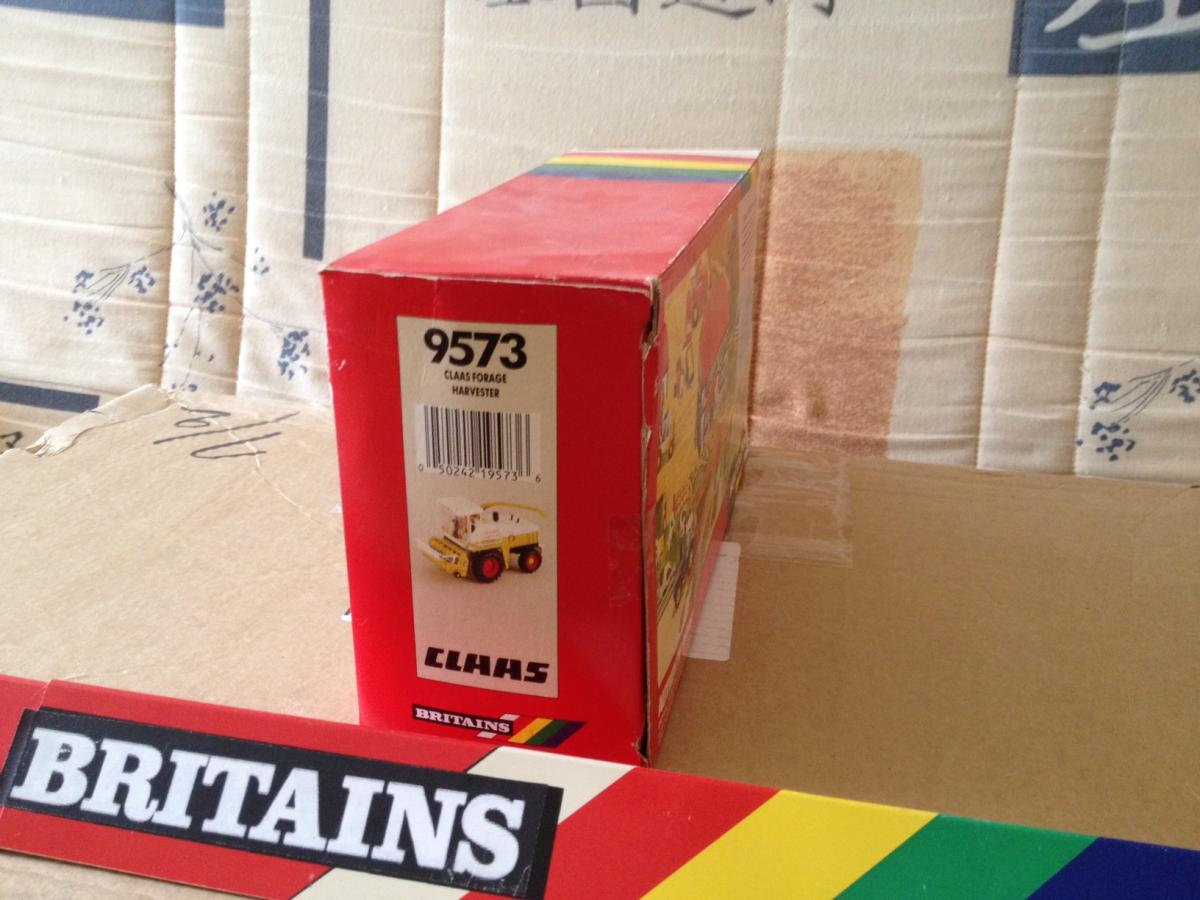 9573
CLAAS FORAGE
HARVESTER
0 50242 19573 6
CLAAS
BRITAINS
BRITAINS